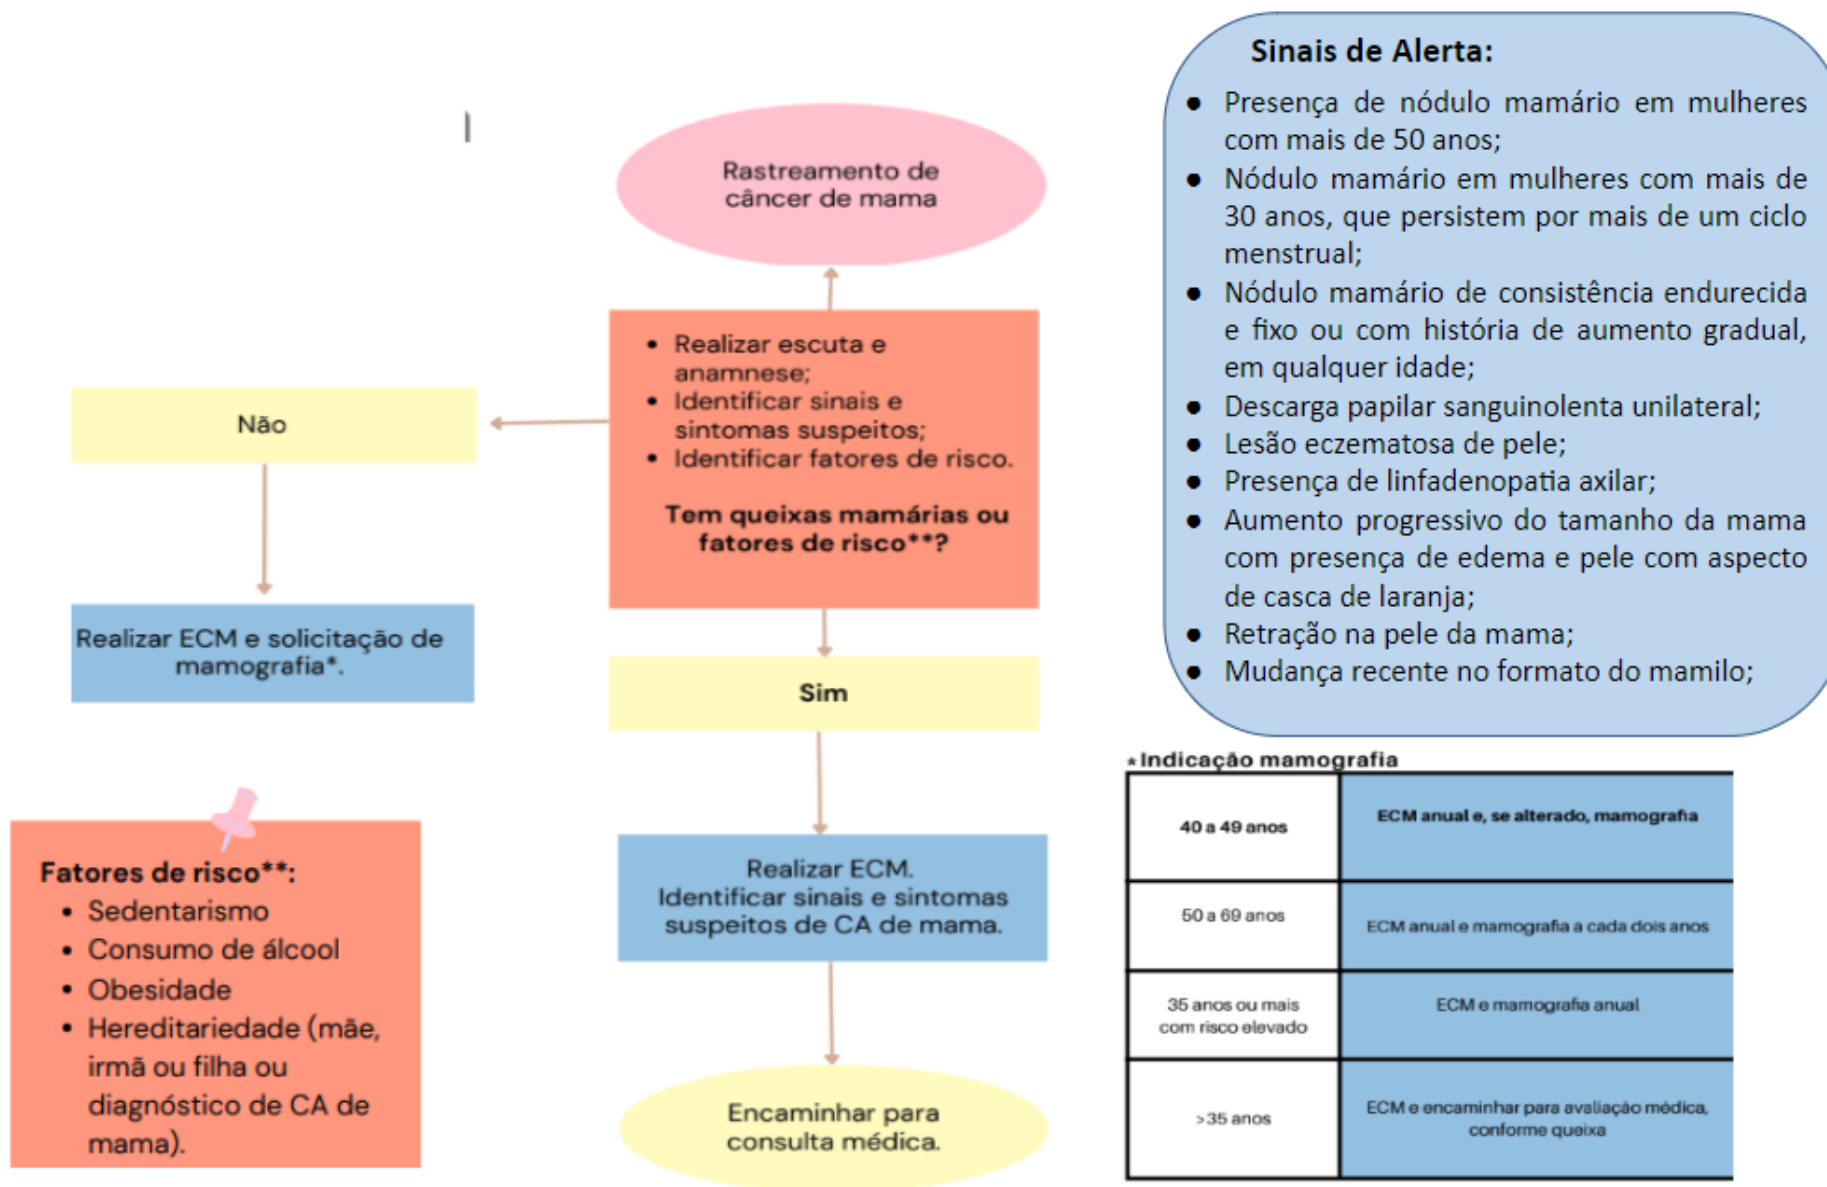 Rastreamento de
câncer de mama
• Realizar escuta e
anamnese;
• Identificar sinais e
sintomas suspeitos;
• Identificar fatores de risco.
Tem queixas mamárias ou
fatores de risco**?
Não
Realizar ECM e solicitação de
mamografia*.
Sim
Realizar ECM.
Identificar sinais e sintomas
suspeitos de CA de mama.
Encaminhar para
consulta médica.
Fatores de risco**:
• Sedentarismo
• Consumo de álcool
• Obesidade
• Hereditariedade (mãe,
irmã ou filha ou
diagnóstico de CA de
mama).
Sinais de Alerta:
● Presença de nódulo mamário em mulheres
com mais de 50 anos;
● Nódulo mamário em mulheres com mais de
30 anos, que persistem por mais de um ciclo
menstrual;
● Nódulo mamário de consistência endurecida
e fixo ou com história de aumento gradual,
em qualquer idade;
● Descarga papilar sanguinolenta unilateral;
● Lesão eczematosa de pele;
● Presença de linfadenopatia axilar;
● Aumento progressivo do tamanho da mama
com presença de edema e pele com aspecto
de casca de laranja;
● Retração na pele da mama;
● Mudança recente no formato do mamilo;
*Indicação mamografia
40 a 49 anos
ECM anual e, se alterado, mamografia
50 a 69 anos
ECM anual e mamografia a cada dois anos
35 anos ou mais
com risco elevado
ECM e mamografia anual
>35 anos
ECM e encaminhar para avaliação médica,
conforme queixa